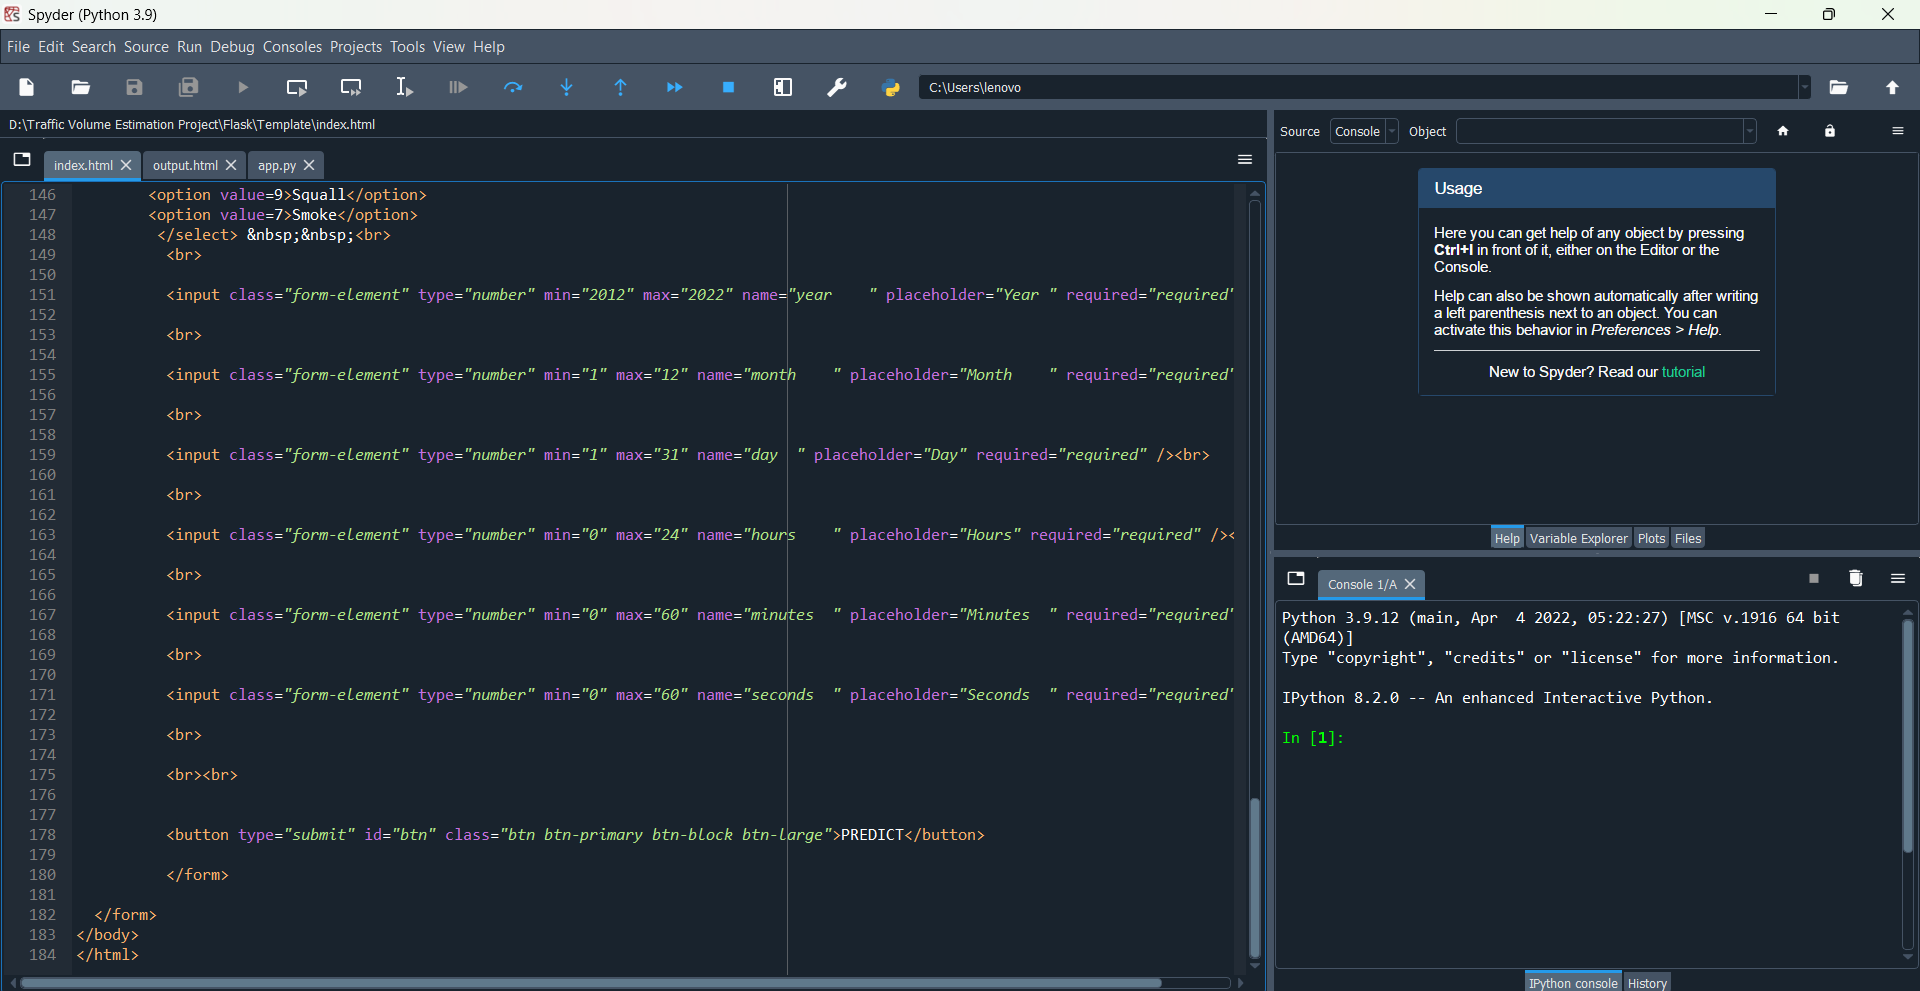 Spyder (Python 3.9)
File Edit Search Source Run Debug Consoles Projects Tools View Help
C:\Users\lenovo
D:\Traffic Volume Estimation Project\Flask\Template\index.html
index.html output.html app.py
146 <option value=9>Squall</option>
147 <option value=7>Smoke</option>
148 </select> &nbsp;&nbsp;<br>
149 <br>
150
151 <input class="form-element" type="number" min="2012" max="2022" name="year    " placeholder="Year " required="required"
152
153 <br>
154
155 <input class="form-element" type="number" min="1" max="12" name="month    " placeholder="Month    " required="required"
156
157 <br>
158
159 <input class="form-element" type="number" min="1" max="31" name="day  " placeholder="Day" required="required" /><br>
160
161 <br>
162
163 <input class="form-element" type="number" min="0" max="24" name="hours    " placeholder="Hours" required="required" /><
164
165 <br>
166
167 <input class="form-element" type="number" min="0" max="60" name="minutes  " placeholder="Minutes  " required="required"
168
169 <br>
170
171 <input class="form-element" type="number" min="0" max="60" name="seconds  " placeholder="Seconds  " required="required"
172
173 <br>
174
175 <br><br>
176
177
178 <button type="submit" id="btn" class="btn btn-primary btn-block btn-large">PREDICT</button>
179
180 </form>
181
182 </form>
183 </body>
184 </html>
Source Console Object
Usage
Here you can get help of any object by pressing
Ctrl+I in front of it, either on the Editor or the
Console.
Help can also be shown automatically after writing
a left parenthesis next to an object. You can
activate this behavior in Preferences > Help.
New to Spyder? Read our tutorial
Help Variable Explorer Plots Files
Console 1/A
Python 3.9.12 (main, Apr  4 2022, 05:22:27) [MSC v.1916 64 bit
(AMD64)]
Type "copyright", "credits" or "license" for more information.
IPython 8.2.0 -- An enhanced Interactive Python.
In [1]:
IPython console History